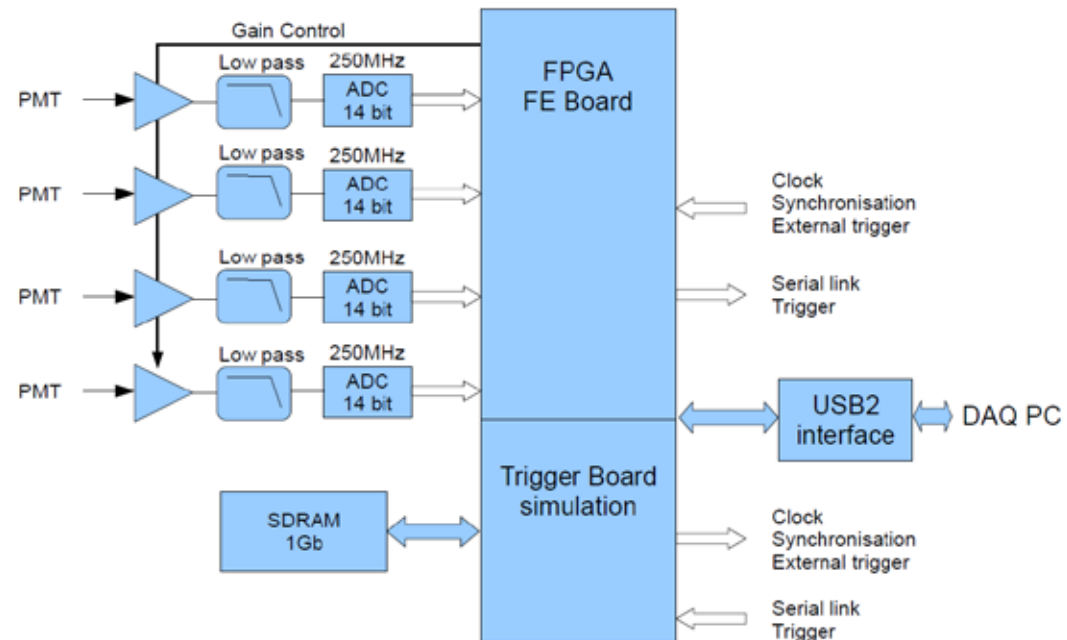 Gain Control
Low pass
250MHz
PMT
ADC
14 bit
Low pass
250MHz
PMT
ADC
14 bit
Low pass
250MHz
PMT
ADC
14 bit
Low pass
250MHz
PMT
ADC
14 bit
FPGA
FE Board
Clock
Synchronisation
External trigger
Serial link
Trigger
USB2
interface
DAQ PC
Trigger Board
simulation
SDRAM
1Gb
Clock
Synchronisation
External trigger
Serial link
Trigger